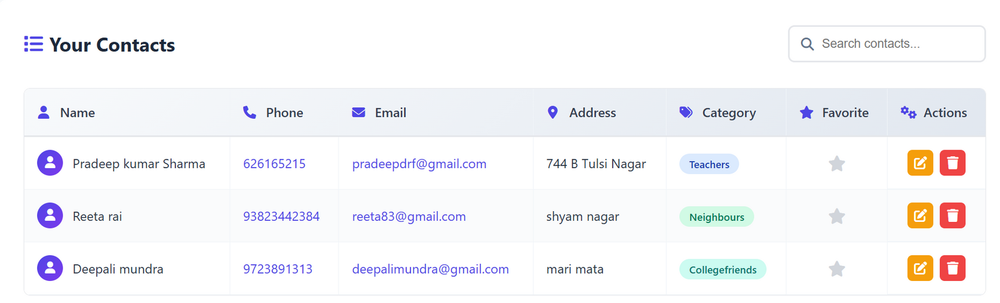 Your Contacts
Search contacts...
Name Phone Email Address Category Favorite Actions
Pradeep kumar Sharma 626165215 pradeepdrf@gmail.com 744 B Tulsi Nagar Teachers
Reeta rai 93823442384 reeta83@gmail.com shyam nagar Neighbours
Deepali mundra 9723891313 deepalimundra@gmail.com mari mata Collegefriends